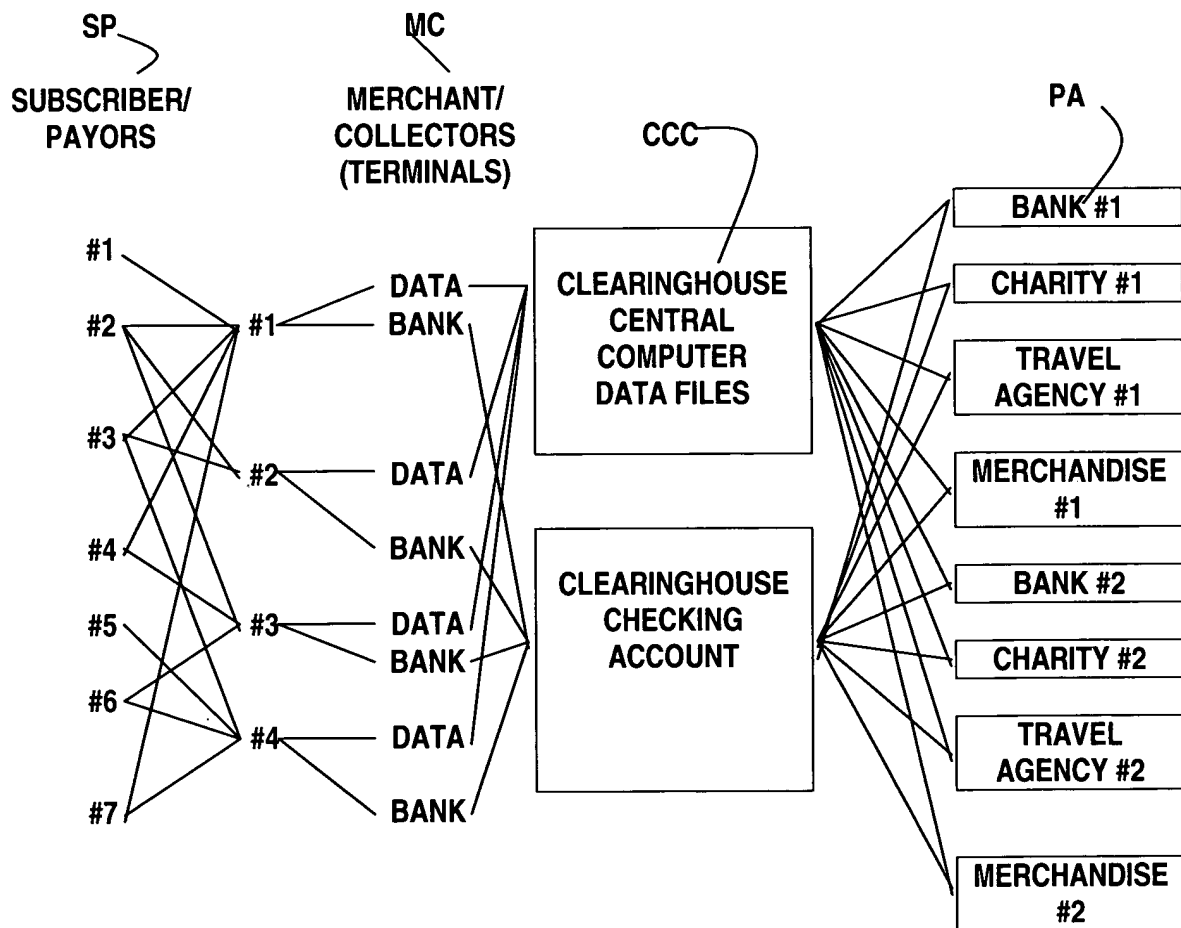 SP
SUBSCRIBER/
PAYORS
MC
MERCHANT/
COLLECTORS
(TERMINALS)
CCC
PA
#1
#2
#3
#4
#5
#6
#7
#1
#2
#3
#4
DATA
BANK
DATA
BANK
DATA
BANK
DATA
BANK
CLEARINGHOUSE
CENTRAL
COMPUTER
DATA FILES
CLEARINGHOUSE
CHECKING
ACCOUNT
BANK #1
CHARITY #1
TRAVEL
AGENCY #1
MERCHANDISE
#1
BANK #2
CHARITY #2
TRAVEL
AGENCY #2
MERCHANDISE
#2